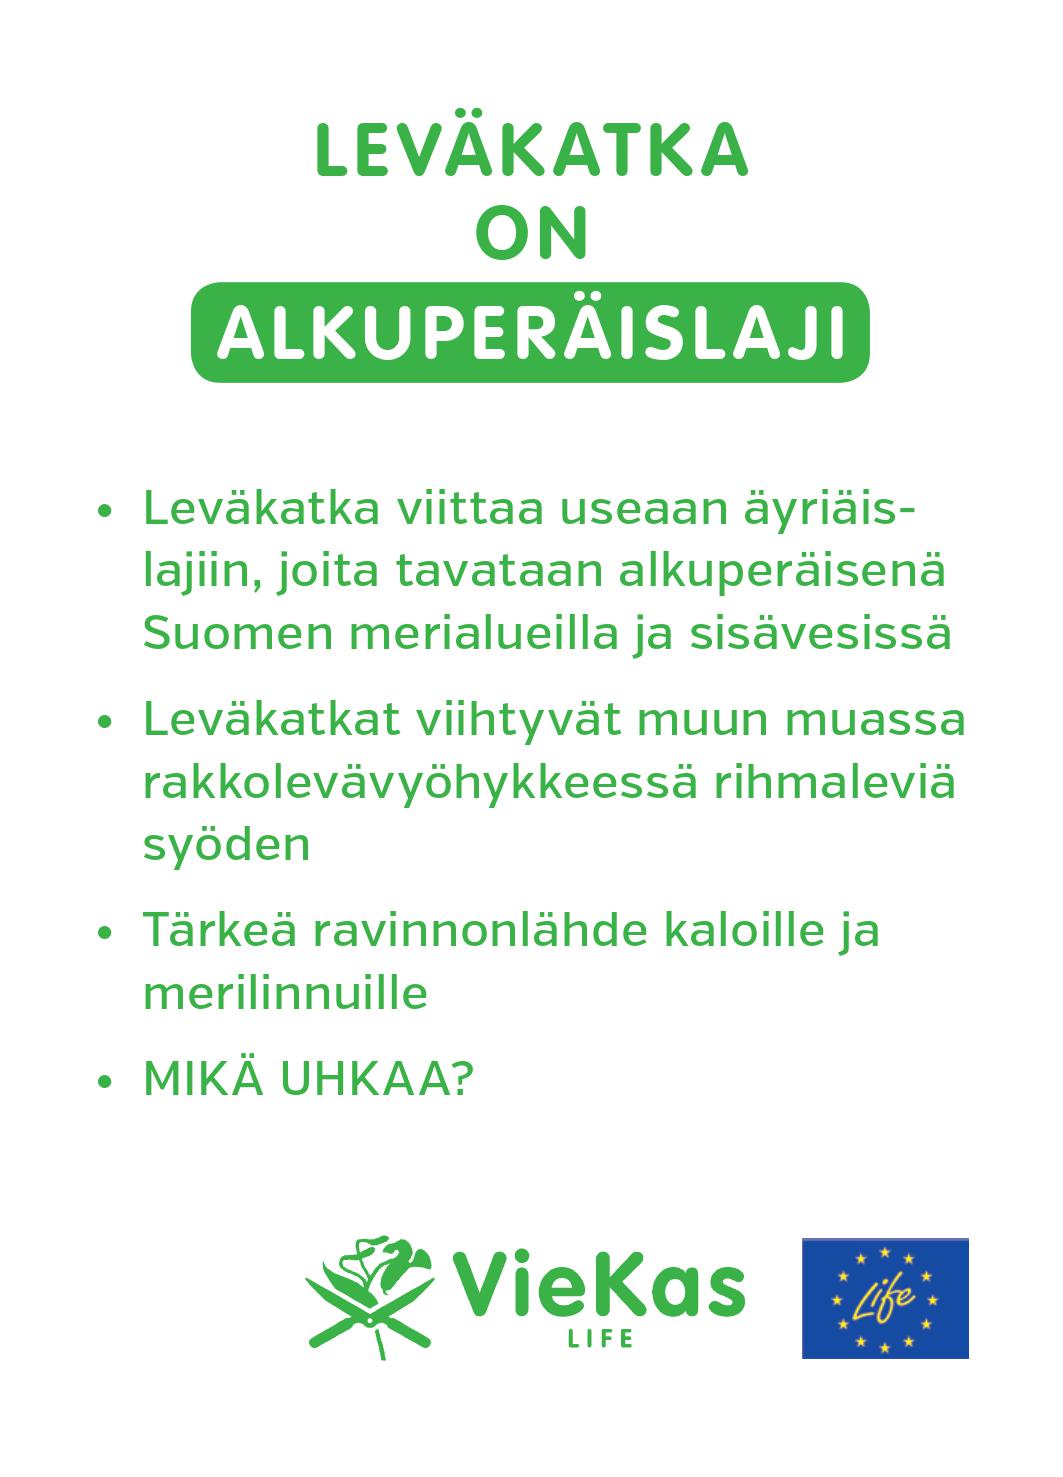 LEVÄKATKA
ON
ALKUPERÄISLAJI
• Leväkatka viittaa useaan äyriäis-
lajiin, joita tavataan alkuperäisenä
Suomen merialueilla ja sisävesissä
• Leväkatkat viihtyvät muun muassa
rakkolevävyöhykkeessä rihmaleviä
syöden
• Tärkeä ravinnonlähde kaloille ja
merilinnuille
• MIKÄ UHKAA?
VieKas
LIFE
Life